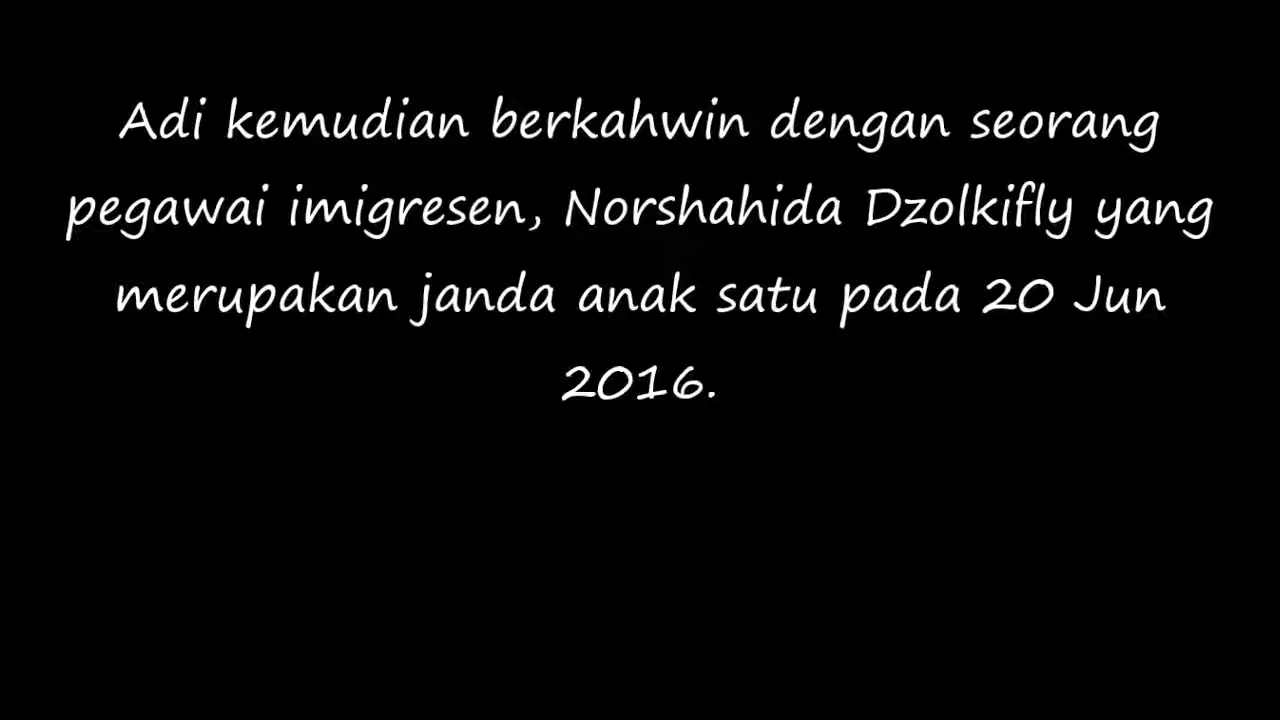 Adi kemudian berkahwin dengan seorang
pegawai imigresen, Norshahida Dzolkifly yang
merupakan janda anak satu pada 20 Jun
2016.